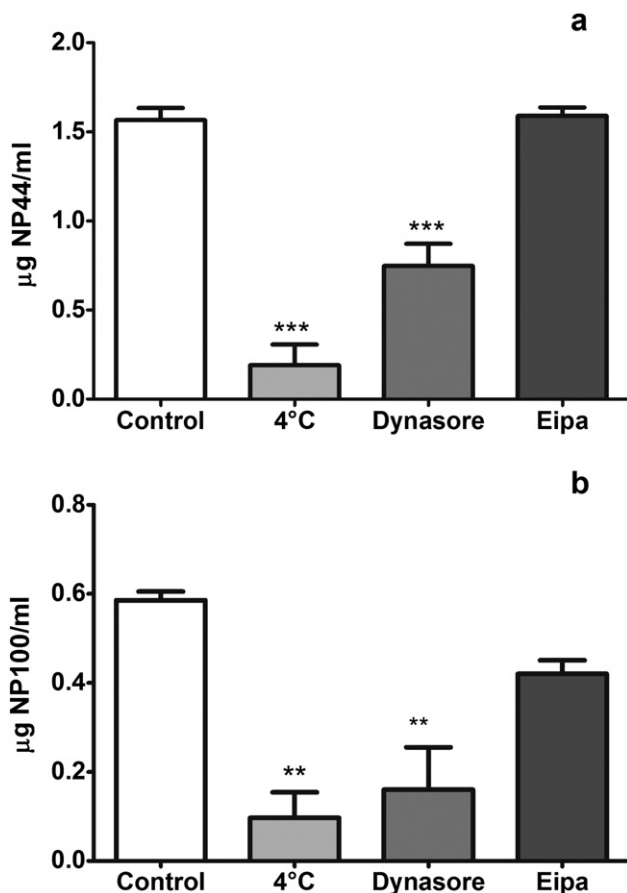 a
2.0
1.5
1.0
0.5
0.0
µg NP44/ml
***
***
Control 4°C Dynasore Eipa
b
0.8
0.6
0.4
0.2
0.0
µg NP100/ml
**
**
Control 4°C Dynasore Eipa